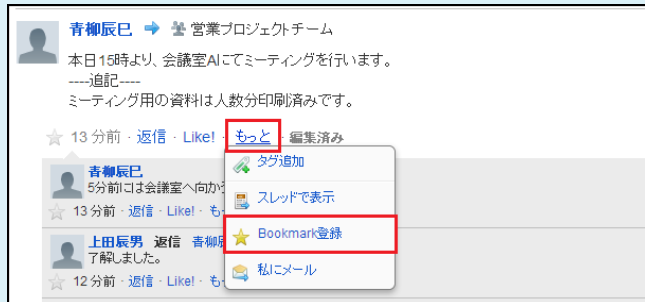 青柳辰巳 営業プロジェクトチーム
本日15時より、会議室Aにてミーティングを行います。
----追記----
ミーティング用の資料は人数分印刷済みです。
13 分前 · 返信 · Like! · もっと · 編集済み
タグ追加
スレッドで表示
Bookmark登録
私にメール
青柳辰巳
5分前には会議室へ向か
13 分前 · 返信 · Like! · も
上田辰男 返信 青柳
了解しました。
12 分前 · 返信 · Like! · も